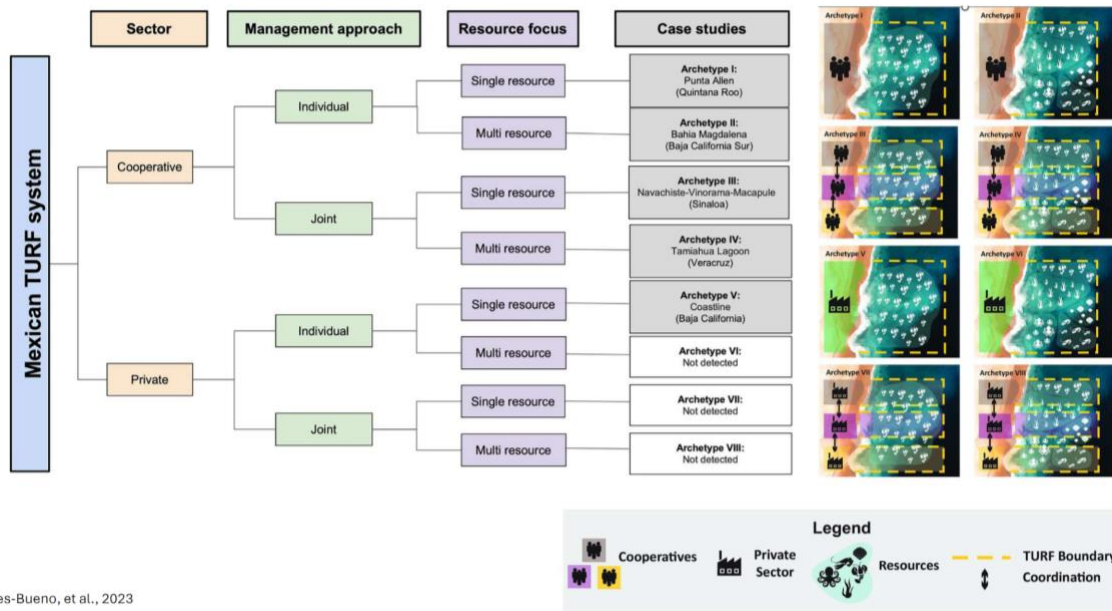 Sector
Management approach
Resource focus
Case studies
Mexican TURF system
Cooperative
Private
Individual
Joint
Individual
Joint
Single resource
Multi resource
Single resource
Multi resource
Single resource
Multi resource
Single resource
Multi resource
Archetype I:
Punta Allen
(Quintana Roo)
Archetype II:
Bahia Magdalena
(Baja California Sur)
Archetype III:
Navachiste-Vinorama-Macapule
(Sinaloa)
Archetype IV:
Tamiahua Lagoon
(Veracruz)
Archetype V:
Coastline
(Baja California)
Archetype VI:
Not detected
Archetype VII:
Not detected
Archetype VIII:
Not detected
Archetype I
Archetype II
Archetype III
Archetype IV
Archetype V
Archetype VI
Archetype VII
Archetype VIII
Legend
Cooperatives
Private
Sector
Resources
TURF Boundary
Coordination
es-Bueno, et al., 2023